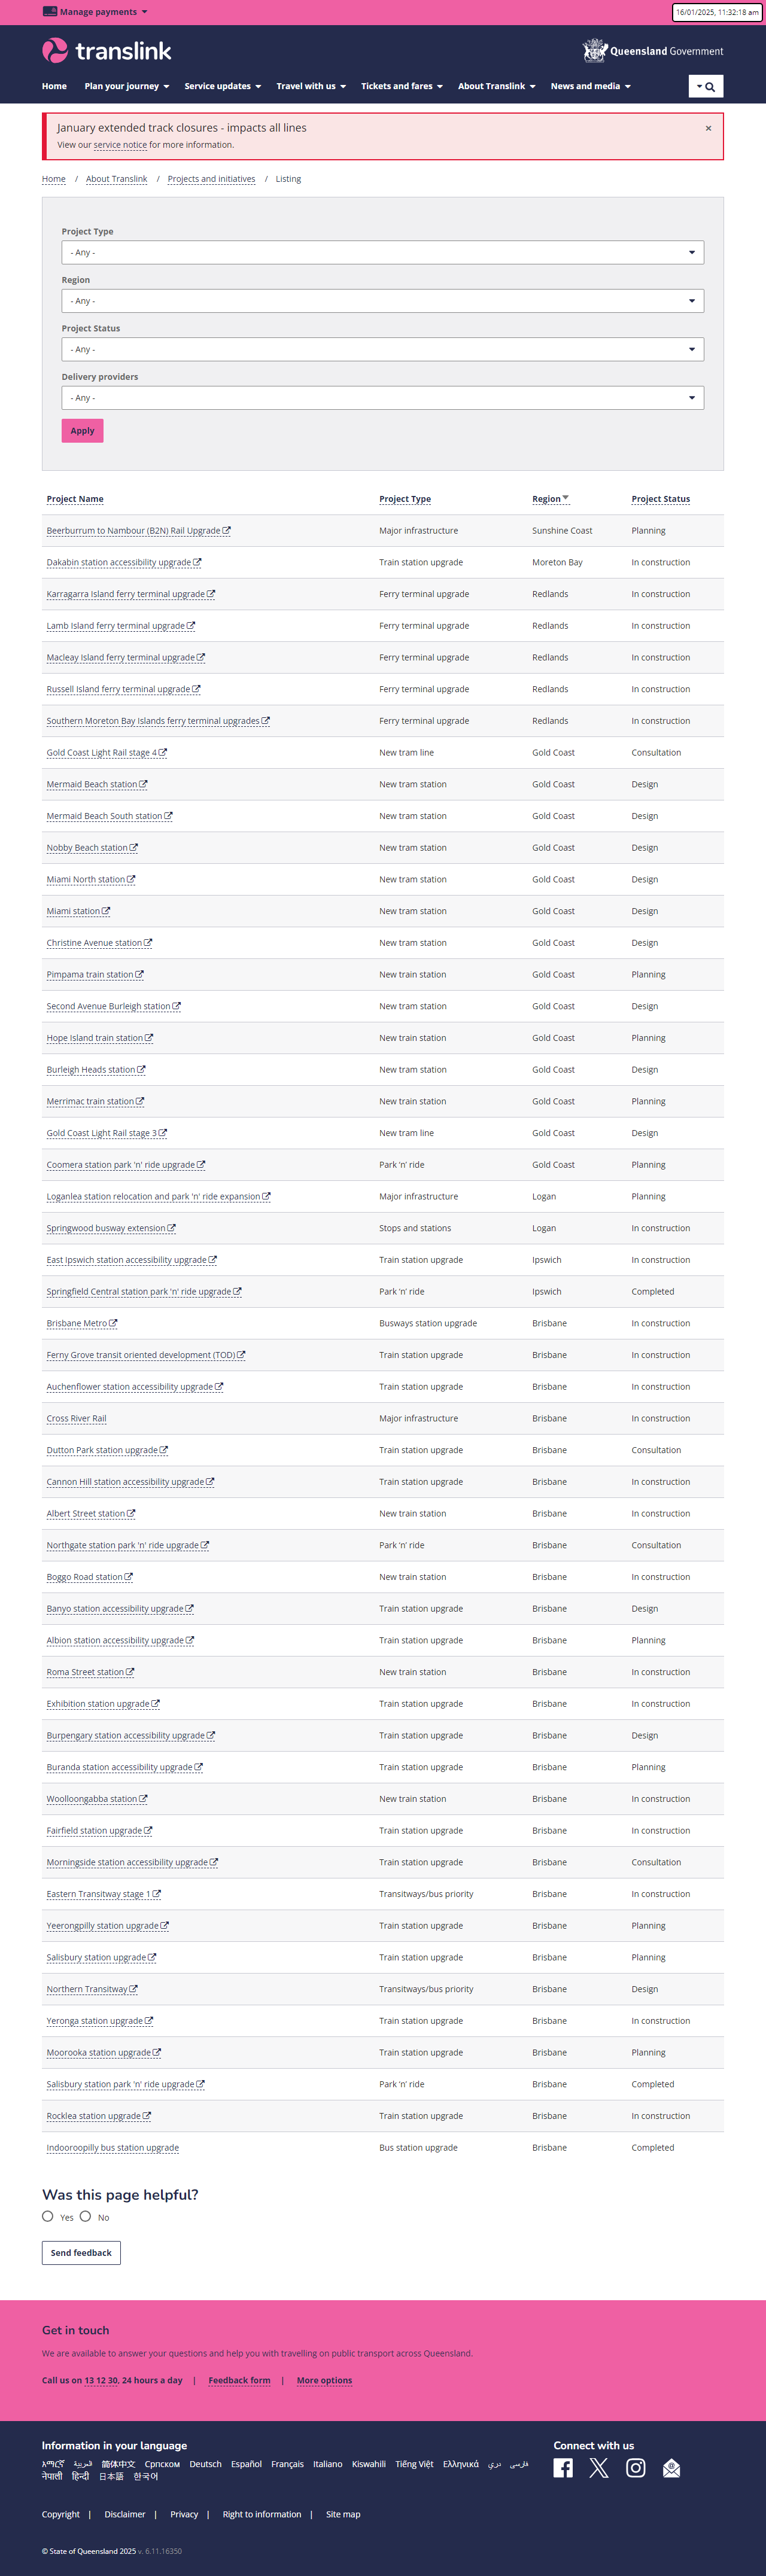 Manage payments
16/01/2025, 11:32:18 am
translink
Queensland Government
Home Plan your journey Service updates Travel with us Tickets and fares About Translink News and media
January extended track closures - impacts all lines ×
View our service notice for more information.
Home / About Translink / Projects and initiatives / Listing
Project Type
- Any -
Region
- Any -
Project Status
- Any -
Delivery providers
- Any -
Apply
Project Name Project Type Region Project Status
Beerburrum to Nambour (B2N) Rail Upgrade Major infrastructure Sunshine Coast Planning
Dakabin station accessibility upgrade Train station upgrade Moreton Bay In construction
Karragarra Island ferry terminal upgrade Ferry terminal upgrade Redlands In construction
Lamb Island ferry terminal upgrade Ferry terminal upgrade Redlands In construction
Macleay Island ferry terminal upgrade Ferry terminal upgrade Redlands In construction
Russell Island ferry terminal upgrade Ferry terminal upgrade Redlands In construction
Southern Moreton Bay Islands ferry terminal upgrades Ferry terminal upgrade Redlands In construction
Gold Coast Light Rail stage 4 New tram line Gold Coast Consultation
Mermaid Beach station New tram station Gold Coast Design
Mermaid Beach South station New tram station Gold Coast Design
Nobby Beach station New tram station Gold Coast Design
Miami North station New tram station Gold Coast Design
Miami station New tram station Gold Coast Design
Christine Avenue station New tram station Gold Coast Design
Pimpama train station New train station Gold Coast Planning
Second Avenue Burleigh station New tram station Gold Coast Design
Hope Island train station New train station Gold Coast Planning
Burleigh Heads station New tram station Gold Coast Design
Merrimac train station New train station Gold Coast Planning
Gold Coast Light Rail stage 3 New tram line Gold Coast Design
Coomera station park 'n' ride upgrade Park 'n' ride Gold Coast Planning
Loganlea station relocation and park 'n' ride expansion Major infrastructure Logan Planning
Springwood busway extension Stops and stations Logan In construction
East Ipswich station accessibility upgrade Train station upgrade Ipswich In construction
Springfield Central station park 'n' ride upgrade Park 'n' ride Ipswich Completed
Brisbane Metro Busways station upgrade Brisbane In construction
Ferny Grove transit oriented development (TOD) Train station upgrade Brisbane In construction
Auchenflower station accessibility upgrade Train station upgrade Brisbane In construction
Cross River Rail Major infrastructure Brisbane In construction
Dutton Park station upgrade Train station upgrade Brisbane Consultation
Cannon Hill station accessibility upgrade Train station upgrade Brisbane In construction
Albert Street station New train station Brisbane In construction
Northgate station park 'n' ride upgrade Park 'n' ride Brisbane Consultation
Boggo Road station New train station Brisbane In construction
Banyo station accessibility upgrade Train station upgrade Brisbane Design
Albion station accessibility upgrade Train station upgrade Brisbane Planning
Roma Street station New train station Brisbane In construction
Exhibition station upgrade Train station upgrade Brisbane In construction
Burpengary station accessibility upgrade Train station upgrade Brisbane Design
Buranda station accessibility upgrade Train station upgrade Brisbane Planning
Woolloongabba station New train station Brisbane In construction
Fairfield station upgrade Train station upgrade Brisbane In construction
Morningside station accessibility upgrade Train station upgrade Brisbane Consultation
Eastern Transitway stage 1 Transitways/bus priority Brisbane In construction
Yeerongpilly station upgrade Train station upgrade Brisbane Planning
Salisbury station upgrade Train station upgrade Brisbane Planning
Northern Transitway Transitways/bus priority Brisbane Design
Yeronga station upgrade Train station upgrade Brisbane In construction
Moorooka station upgrade Train station upgrade Brisbane Planning
Salisbury station park 'n' ride upgrade Park 'n' ride Brisbane Completed
Rocklea station upgrade Train station upgrade Brisbane In construction
Indooroopilly bus station upgrade Bus station upgrade Brisbane Completed
Was this page helpful?
Yes No
Send feedback
Get in touch
We are available to answer your questions and help you with travelling on public transport across Queensland.
Call us on 13 12 30, 24 hours a day | Feedback form | More options
Information in your language Connect with us
አማርኛ العربية 简体中文 Српском Deutsch Español Français Italiano Kiswahili Tiếng Việt Ελληνικά دری فارسی
नेपाली हिन्दी 日本語 한국어
Copyright | Disclaimer | Privacy | Right to information | Site map
© State of Queensland 2025 v. 6.11.16350